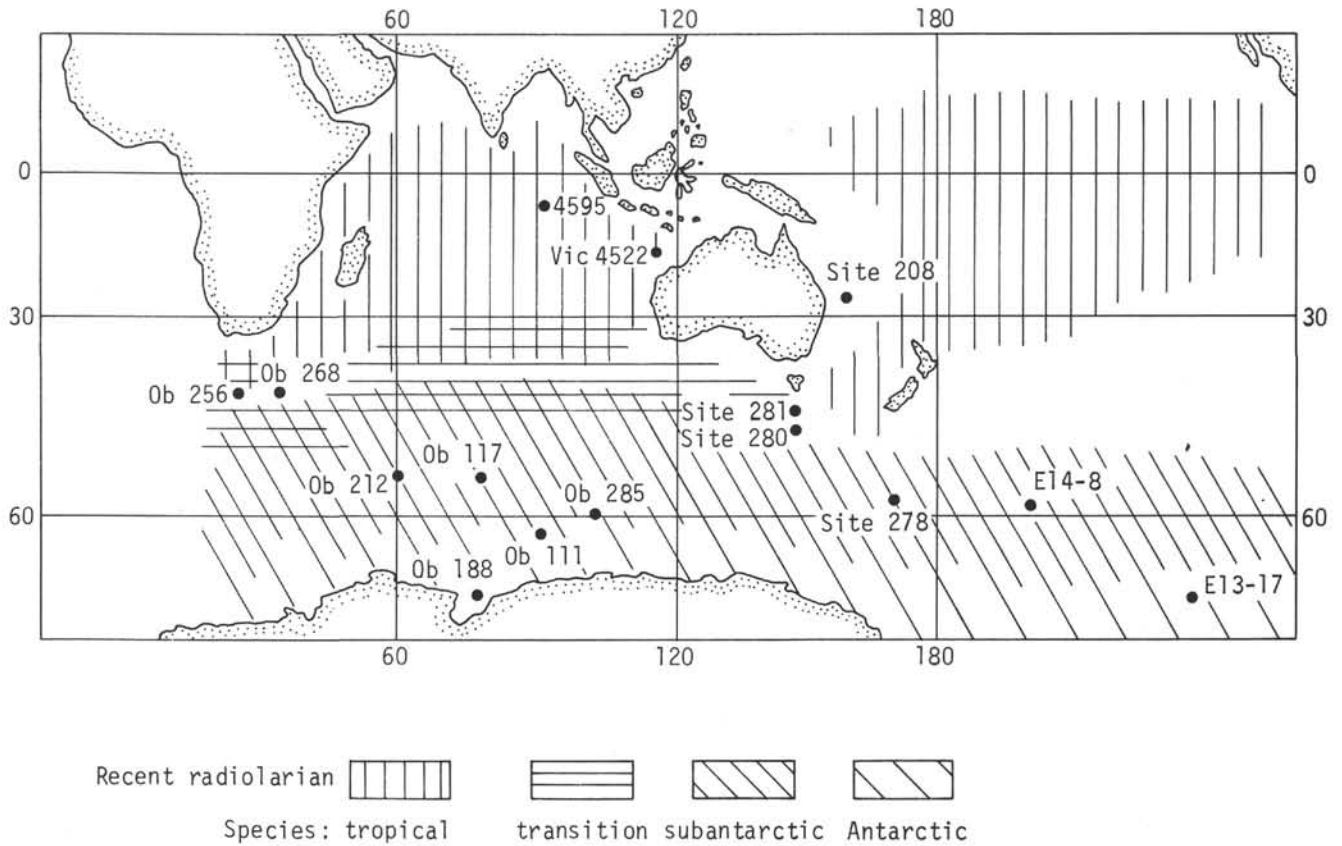 60 120 180
0 0
4595
Vic 4522
Site 208
30 30
Ob 268
Ob 256
Site 281
Site 280
Ob 117
Ob 212
Ob 285
E14-8
Site 278
60 60
Ob 111
Ob 188
E13-17
60 120 180
Recent radiolarian
Species: tropical transition subantarctic Antarctic